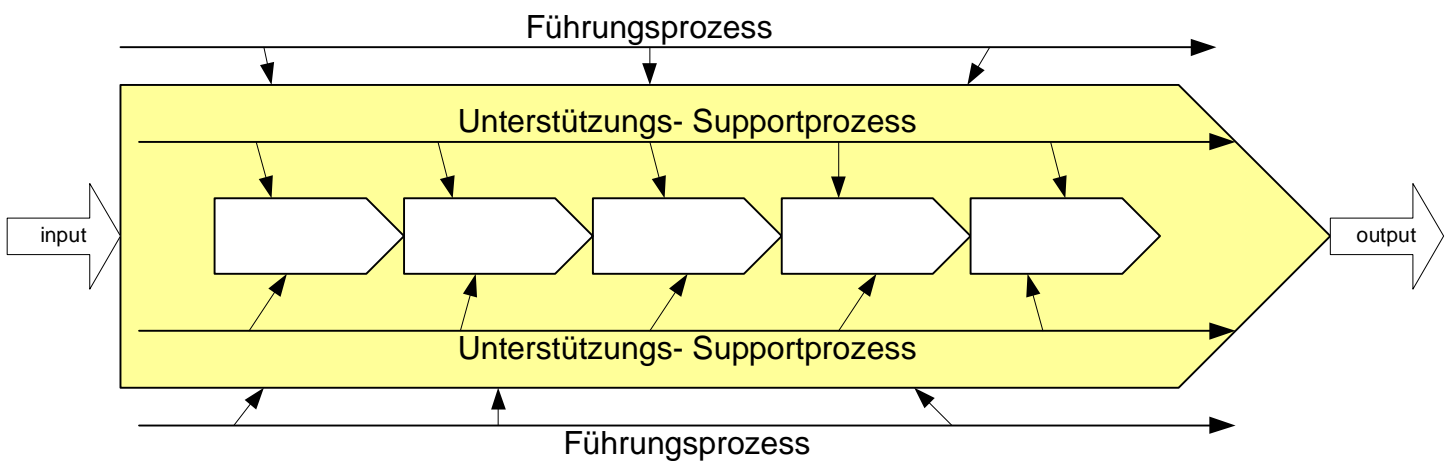 Führungsprozess
Unterstützungs- Supportprozess
input
output
Unterstützungs- Supportprozess
Führungsprozess